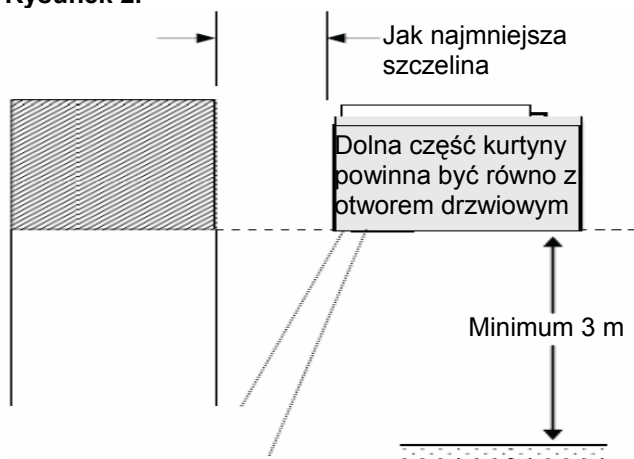 Rysunek 2.
Jak najmniejsza
szczelina
Dolna część kurtyny
powinna być równo z
otworem drzwiowym
Minimum 3 m